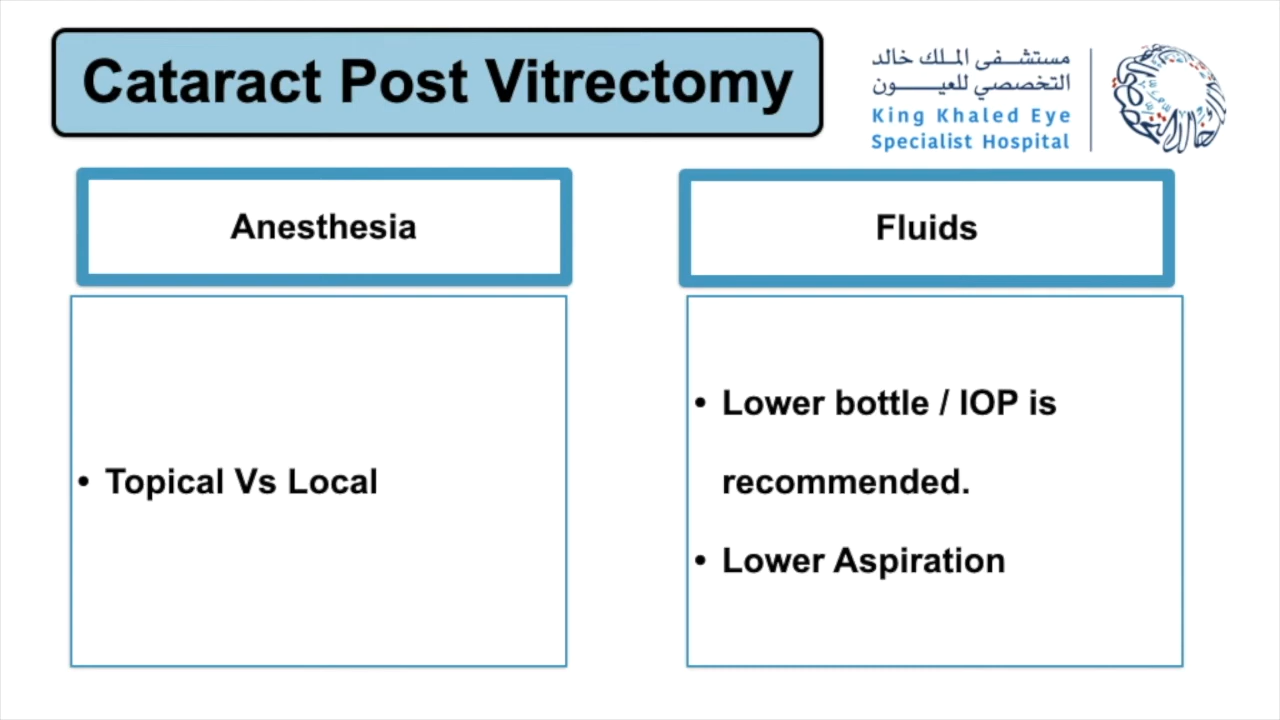 Cataract Post Vitrectomy
مستشفى الملك خالد
التخصصي للعيون
King Khaled Eye
Specialist Hospital
Anesthesia
• Topical Vs Local
Fluids
• Lower bottle / IOP is
recommended.
• Lower Aspiration